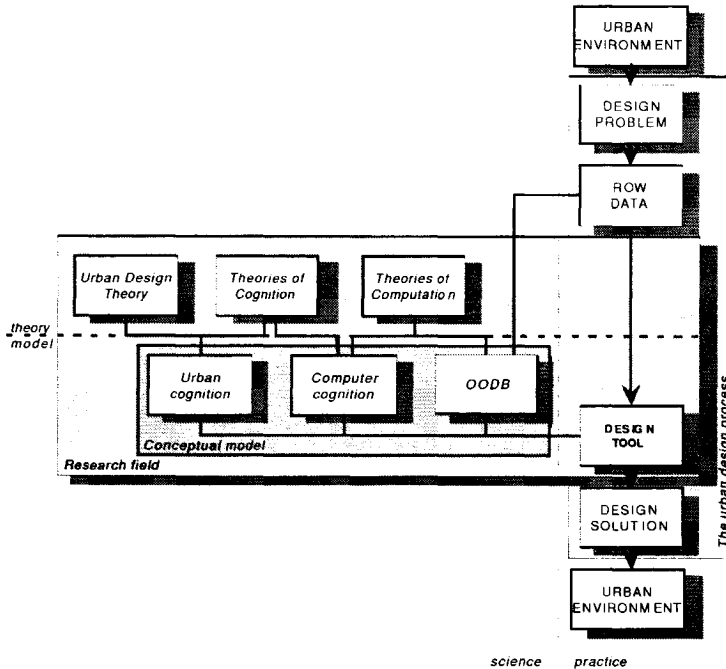 URBAN
ENVIRONMENT
DESIGN
PROBLEM
ROW
DATA
Urban Design
Theory
Theories of
Cognition
Theories of
Computation
theory
model
Urban
cognition
Computer
cognition
OODB
Conceptual model
DESIGN
TOOL
Research field
The urban design process
DESIGN
SOLUTION
URBAN
ENVIRONMENT
science
practice